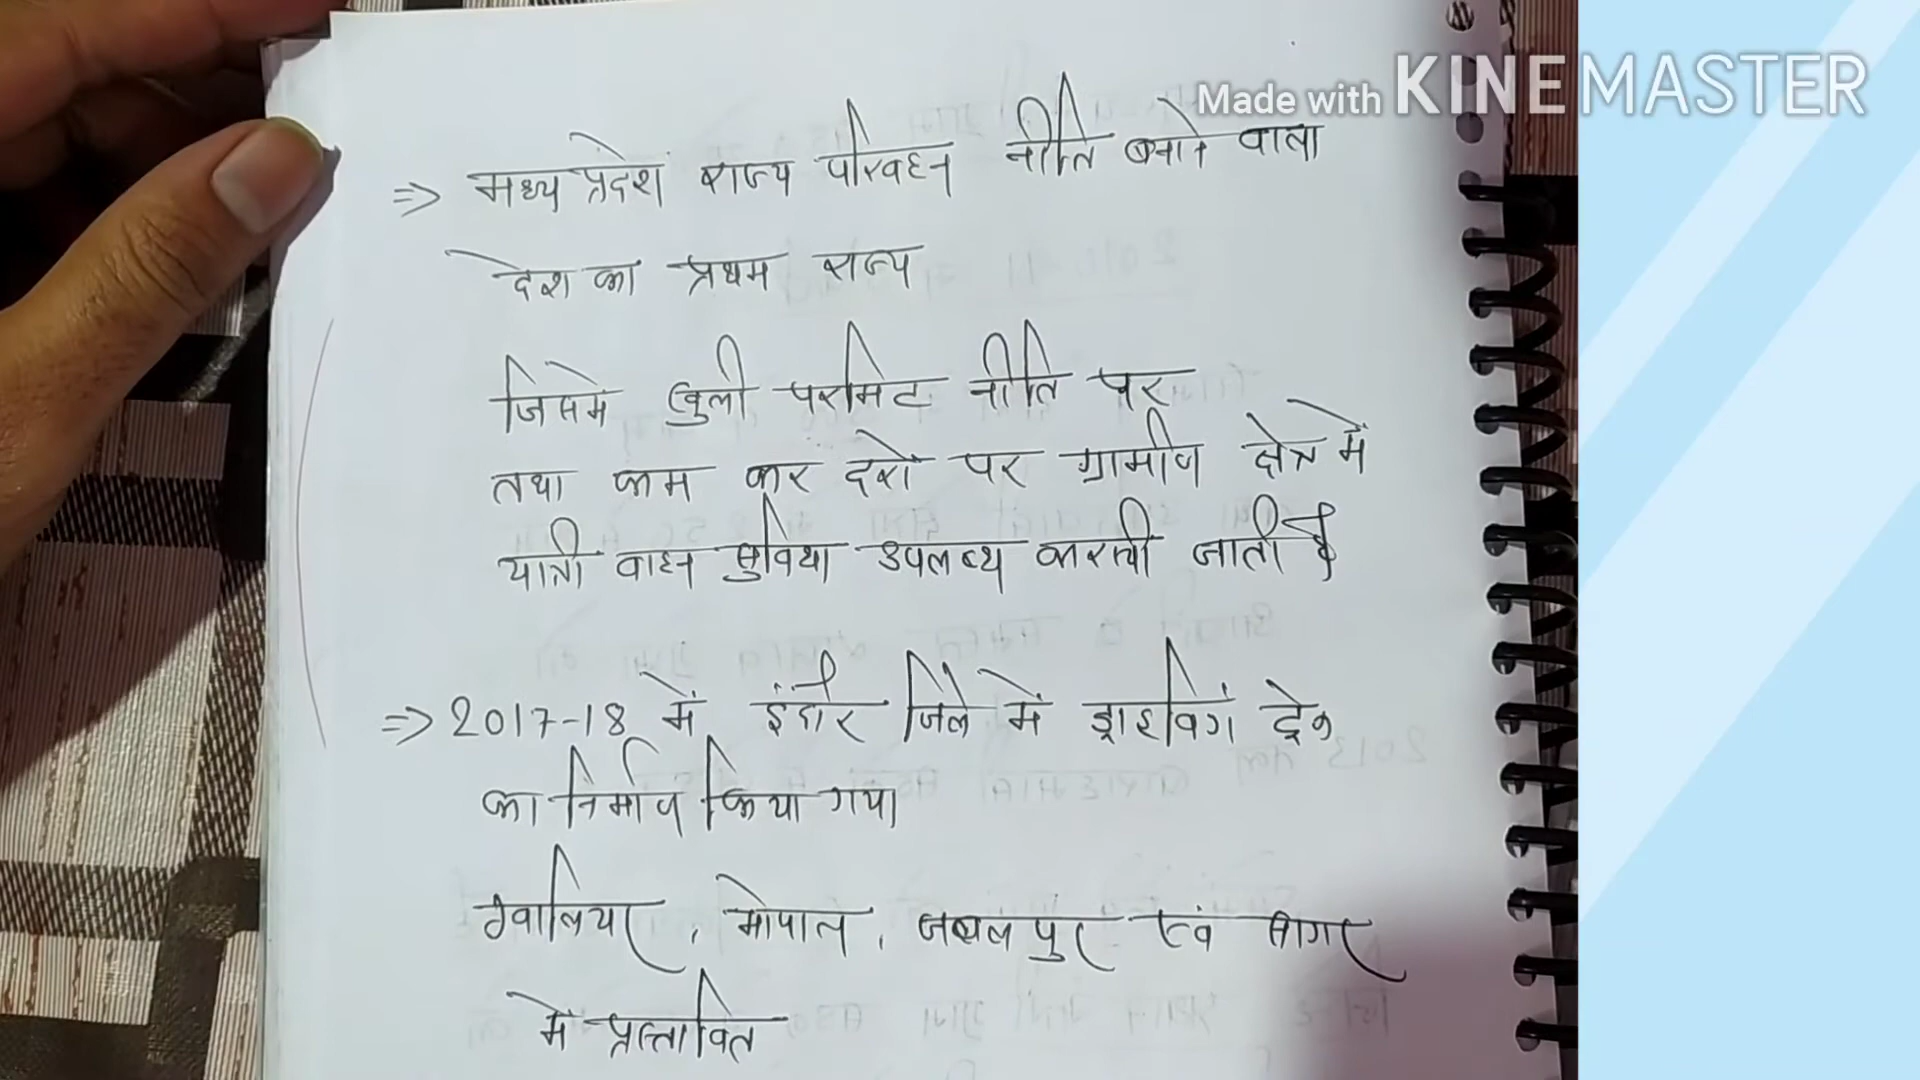 Made with KINEMASTER
⇒ मध्य प्रदेश राज्य परिवहन नीति बनाने वाला
देश का प्रथम राज्य
जिसमे खुली परमिट नीति पर
तथा कम कर दरों पर ग्रामीण क्षेत्र में
यात्री वाहन सुविधा उपलब्ध करायी जाती है
⇒ 2017-18 में इंदौर जिले में ड्राइविंग ट्रेक
का निर्माण किया गया
ग्वालियर, भोपाल, जबलपुर एवं सागर
में प्रस्तावित